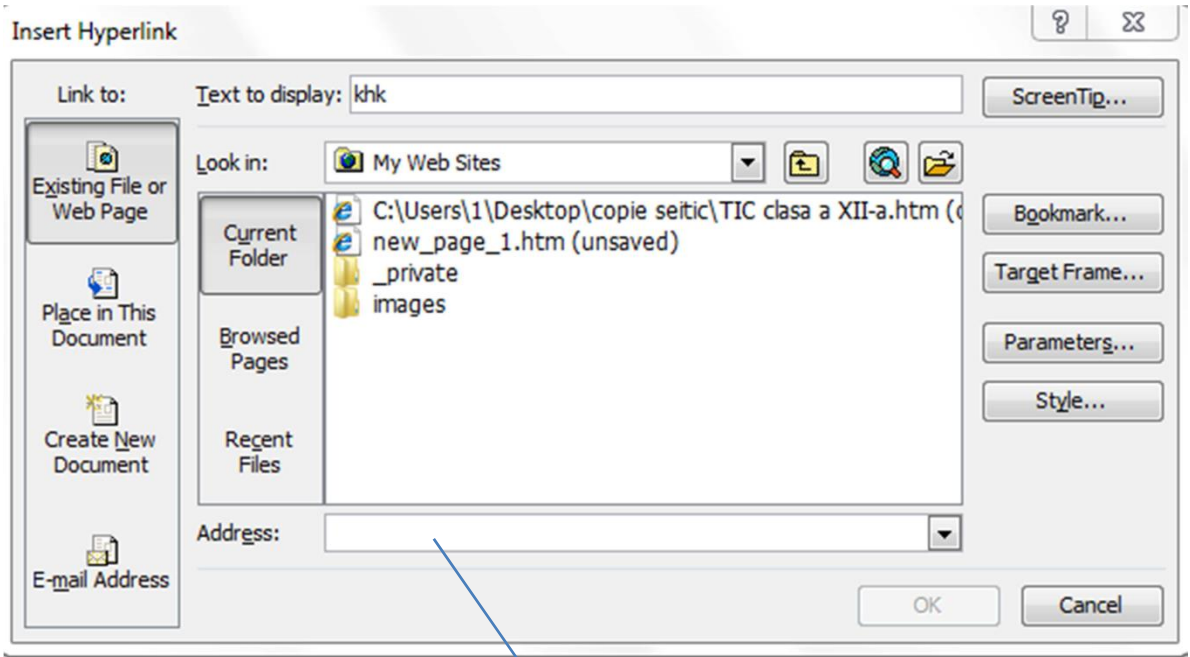 Insert Hyperlink
Link to:
Text to display: khk
ScreenTip...
Existing File or
Web Page
Look in: My Web Sites
Current
Folder
C:\Users\1\Desktop\copie seitic\TIC clasa a XII-a.htm (
new_page_1.htm (unsaved)
_private
images
Bookmark...
Target Frame...
Place in This
Document
Browsed
Pages
Parameters...
Style...
Create New
Document
Recent
Files
Address:
E-mail Address
OK
Cancel